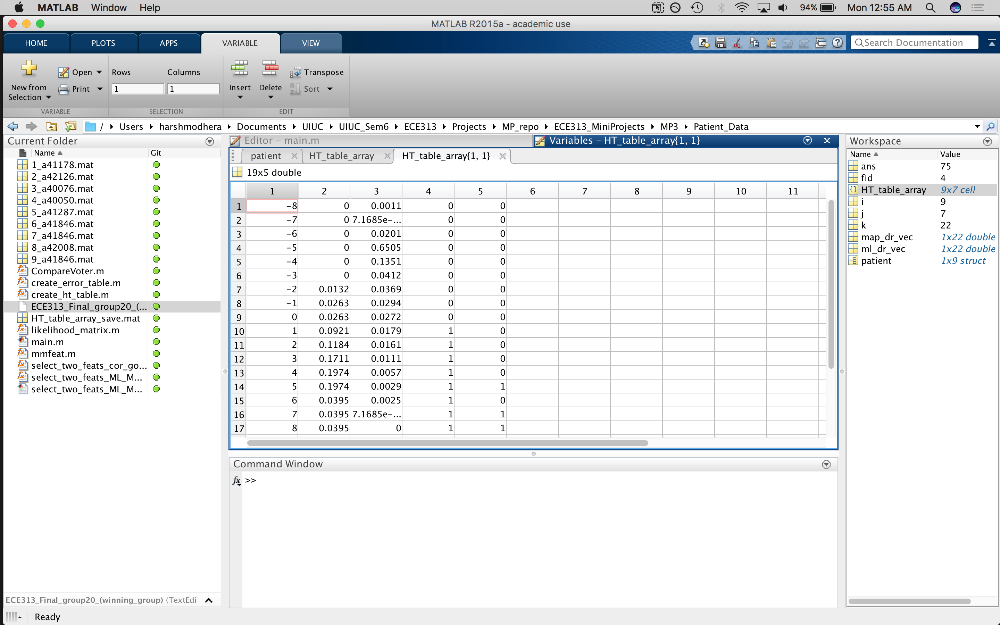 MATLAB Window Help 94% Mon 12:55 AM
MATLAB R2015a - academic use
HOME PLOTS APPS VARIABLE VIEW Search Documentation
New from Selection Open Print Rows Columns 1 1 Insert Delete Transpose Sort
VARIABLE SELECTION EDIT
/ Users harshmodhera Documents UIUC UIUC_Sem6 ECE313 Projects MP_repo ECE313_MiniProjects MP3 Patient_Data
Current Folder
Name Git
1_a41178.mat
2_a42126.mat
3_a40076.mat
4_a40050.mat
5_a41287.mat
6_a41846.mat
7_a41846.mat
8_a42008.mat
9_a41846.mat
CompareVoter.m
create_error_table.m
create_ht_table.m
ECE313_Final_group20_(...
HT_table_array_save.mat
likelihood_matrix.m
main.m
mmfeat.m
select_two_feats_cor_go...
select_two_feats_ML_M...
select_two_feats_ML_M...
ECE313_Final_group20_(winning_group) (TextEdi
Editor - main.m
Variables - HT_table_array{1, 1}
patient HT_table_array HT_table_array{1, 1}
19x5 double
1 2 3 4 5 6 7 8 9 10 11
1 -8 0 0.0011 0 0
2 -7 0 7.1685e-... 0 0
3 -6 0 0.0201 0 0
4 -5 0 0.6505 0 0
5 -4 0 0.1351 0 0
6 -3 0 0.0412 0 0
7 -2 0.0132 0.0369 0 0
8 -1 0.0263 0.0294 0 0
9 0 0.0263 0.0272 0 0
10 1 0.0921 0.0179 1 0
11 2 0.1184 0.0161 1 0
12 3 0.1711 0.0111 1 0
13 4 0.1974 0.0057 1 0
14 5 0.1974 0.0029 1 1
15 6 0.0395 0.0025 1 0
16 7 0.0395 7.1685e-... 1 1
17 8 0.0395 0 1 1
Command Window
fx >>
Workspace
Name Value
ans 75
fid 4
HT_table_array 9x7 cell
i 9
j 7
k 22
map_dr_vec 1x22 double
ml_dr_vec 1x22 double
patient 1x9 struct
Ready